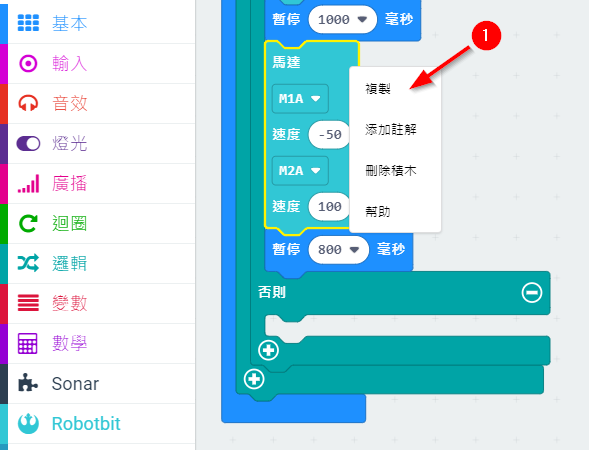 基本
輸入
音效
燈光
廣播
迴圈
邏輯
變數
數學
Sonar
Robotbit
暫停 1000 毫秒
馬達
M1A
速度 -50
M2A
速度 100
暫停 800 毫秒
否則
1
複製
添加註解
刪除積木
幫助